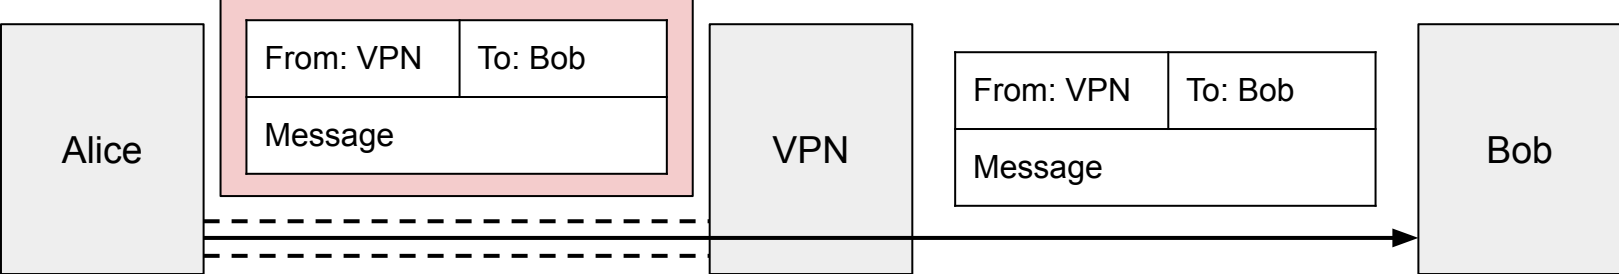 Alice
From: VPN To: Bob
Message
VPN
From: VPN To: Bob
Message
Bob